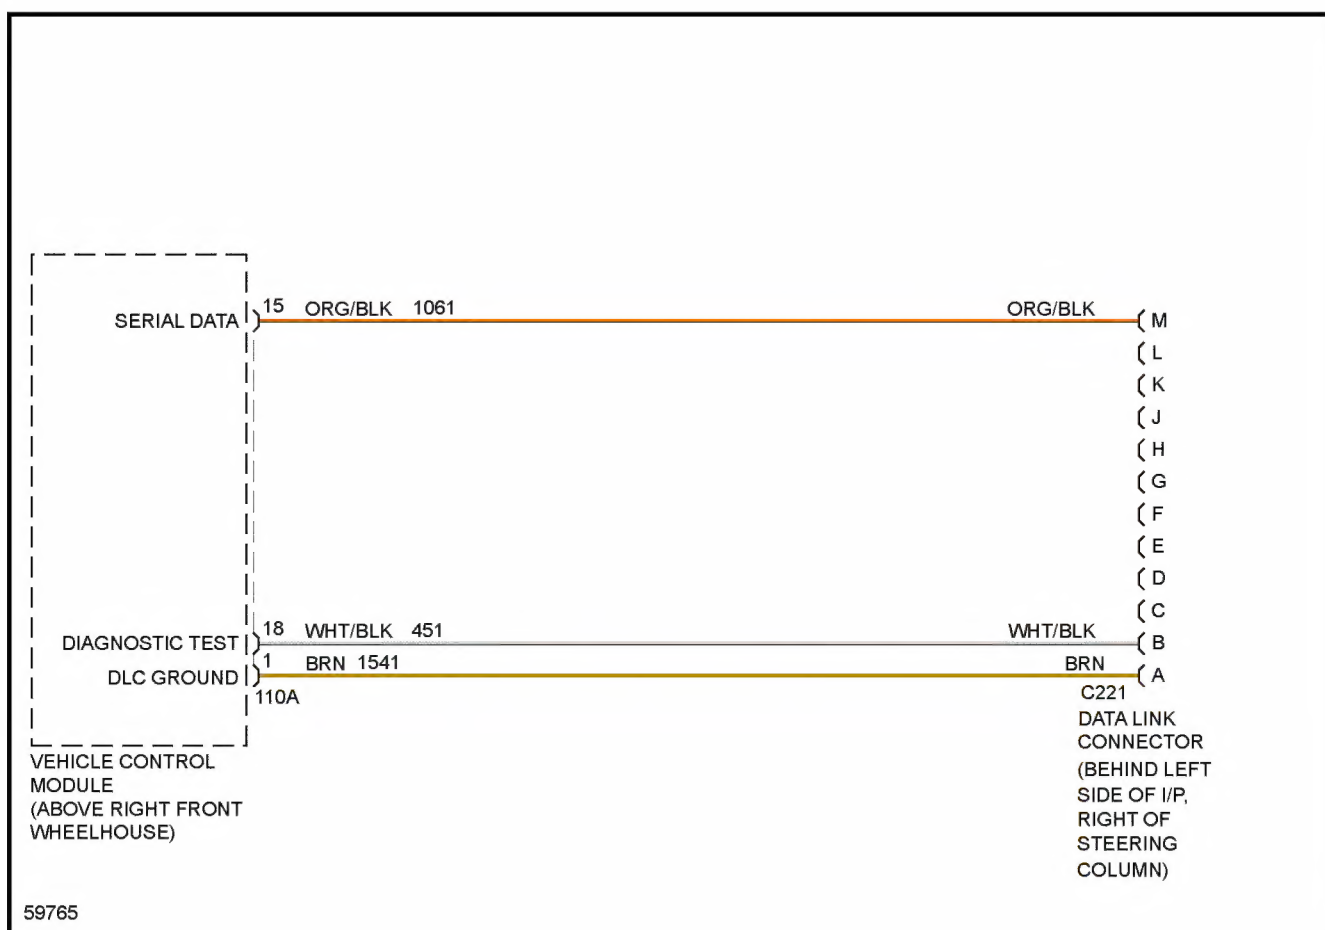 SERIAL DATA 15 ORG/BLK 1061 ORG/BLK M
L
K
J
H
G
F
E
D
C
DIAGNOSTIC TEST 18 WHT/BLK 451 WHT/BLK B
DLC GROUND 1 BRN 1541 BRN A
110A
C221
DATA LINK
CONNECTOR
(BEHIND LEFT
SIDE OF I/P,
RIGHT OF
STEERING
COLUMN)
VEHICLE CONTROL
MODULE
(ABOVE RIGHT FRONT
WHEELHOUSE)
59765